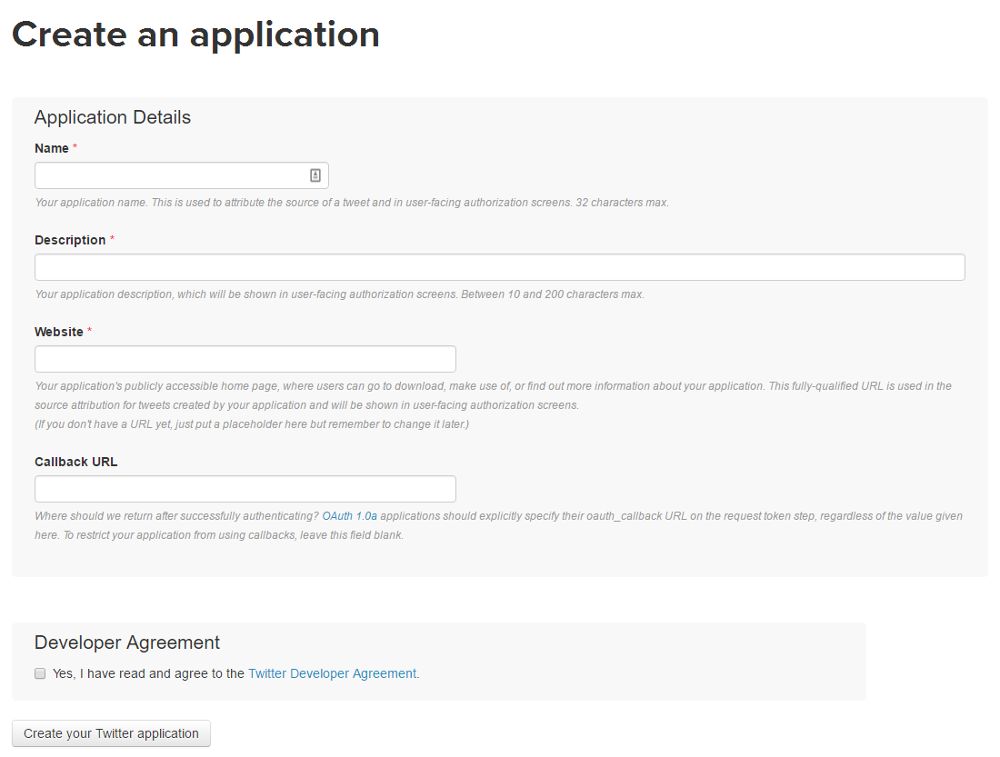 Create an application
Application Details
Name *
Your application name. This is used to attribute the source of a tweet and in user-facing authorization screens. 32 characters max.
Description *
Your application description, which will be shown in user-facing authorization screens. Between 10 and 200 characters max.
Website *
Your application's publicly accessible home page, where users can go to download, make use of, or find out more information about your application. This fully-qualified URL is used in the
source attribution for tweets created by your application and will be shown in user-facing authorization screens.
(If you don't have a URL yet, just put a placeholder here but remember to change it later.)
Callback URL
Where should we return after successfully authenticating? OAuth 1.0a applications should explicitly specify their oauth_callback URL on the request token step, regardless of the value given
here. To restrict your application from using callbacks, leave this field blank.
Developer Agreement
Yes, I have read and agree to the Twitter Developer Agreement.
Create your Twitter application